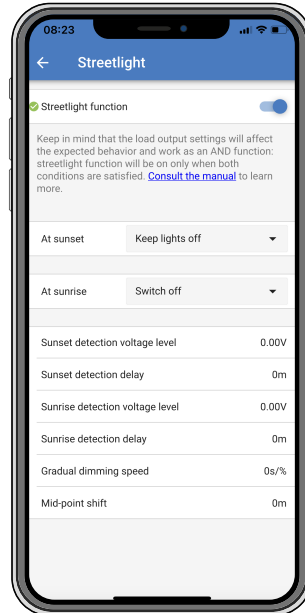 08:23
Streetlight
Streetlight function
Keep in mind that the load output settings will affect
the expected behavior and work as an AND function:
streetlight function will be on only when both
conditions are satisfied. Consult the manual to learn
more.
At sunset Keep lights off
At sunrise Switch off
Sunset detection voltage level 0.00V
Sunset detection delay 0m
Sunrise detection voltage level 0.00V
Sunrise detection delay 0m
Gradual dimming speed 0s/%
Mid-point shift 0m